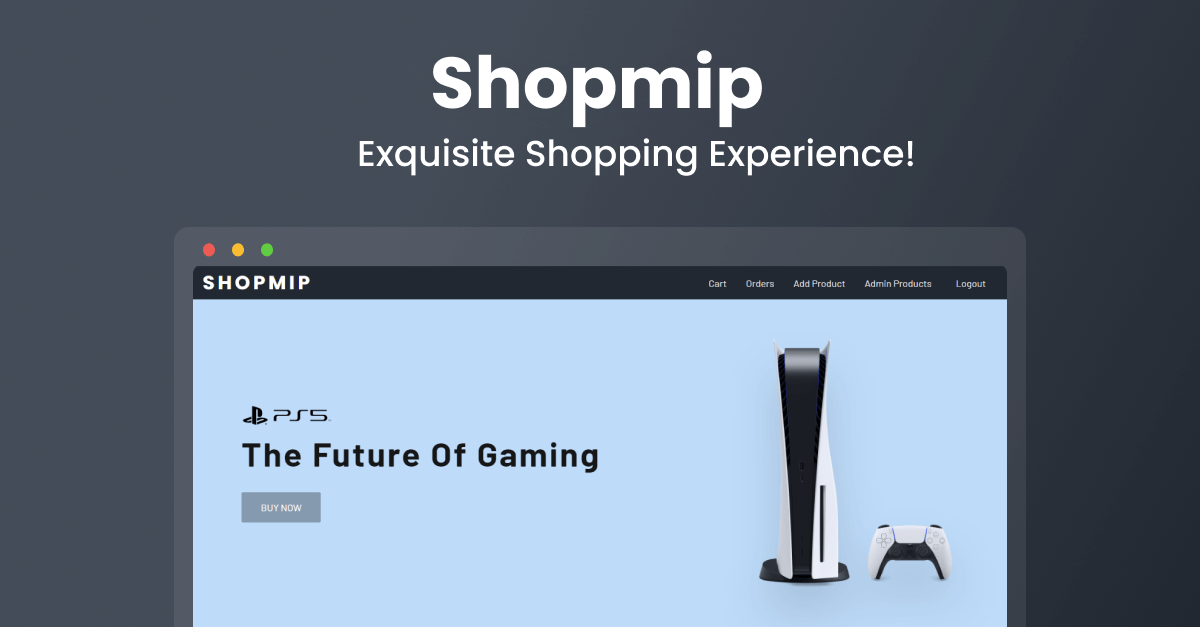 Shopmip
Exquisite Shopping Experience!
SHOPMIP
Cart Orders Add Product Admin Products Logout
PS5
The Future Of Gaming
BUY NOW